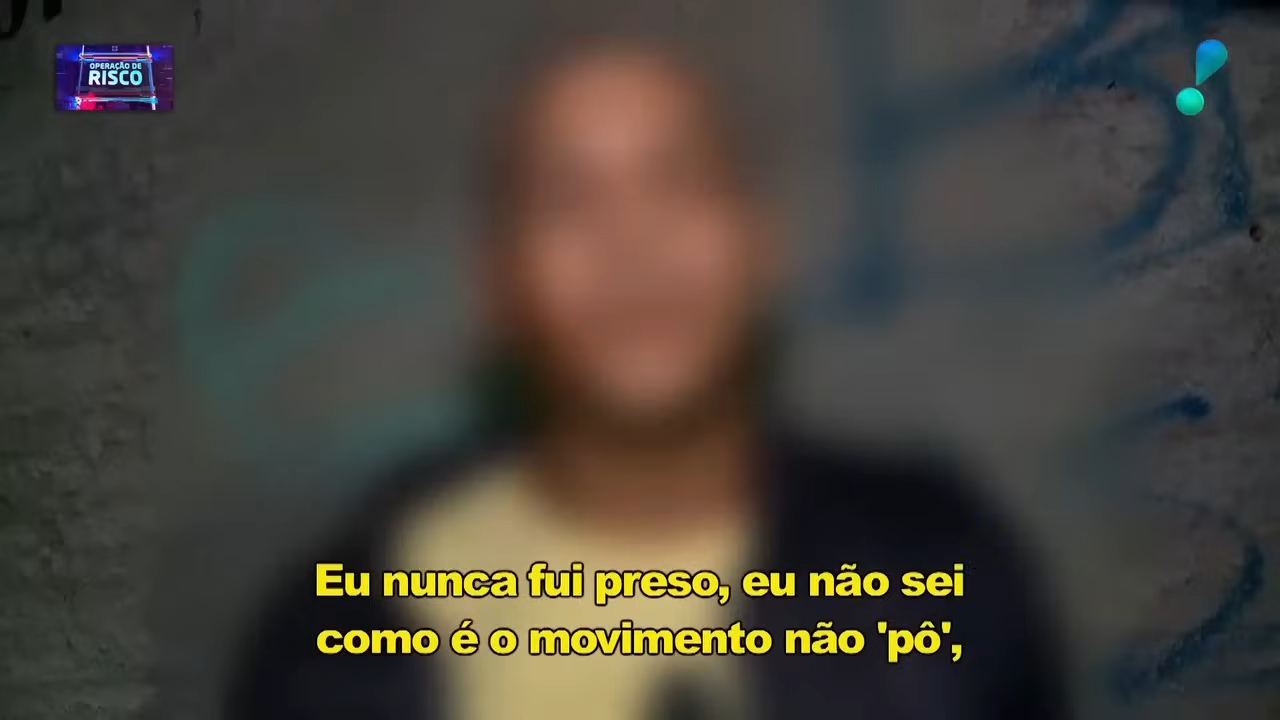 OPERAÇÃO DE
RISCO
Eu nunca fui preso, eu não sei
como é o movimento não 'pô',